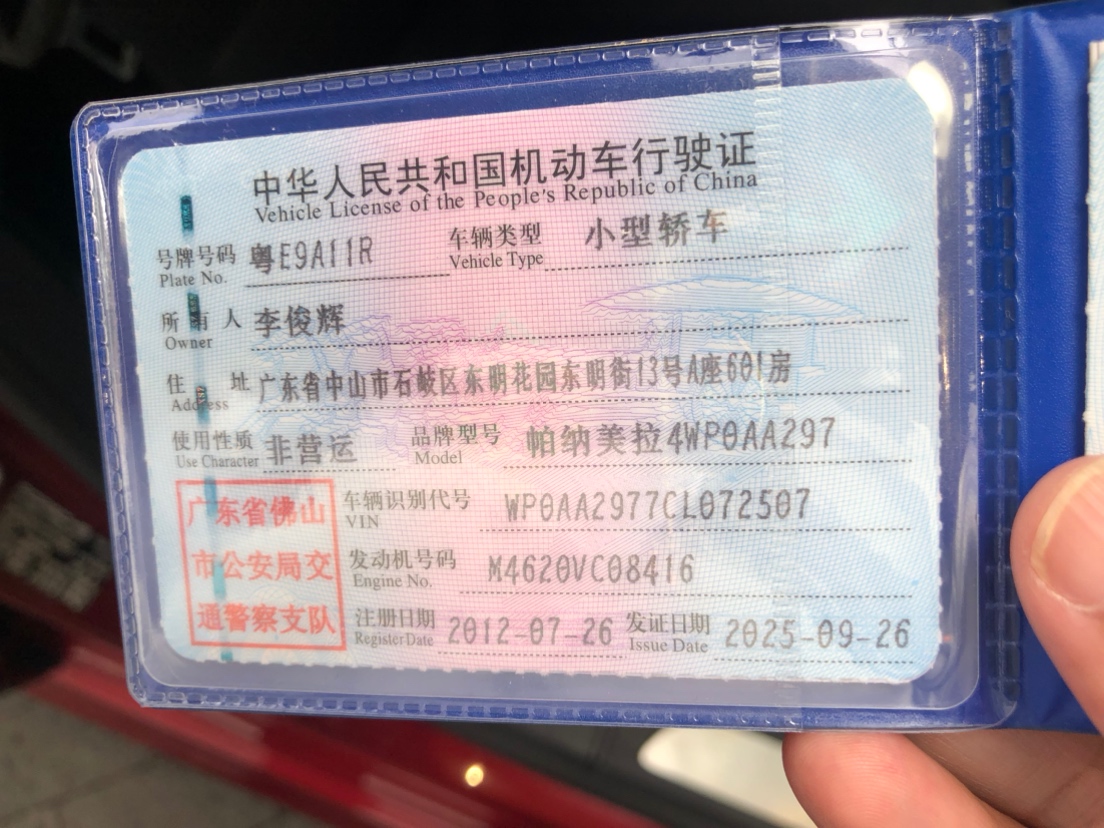 中华人民共和国机动车行驶证
Vehicle License of the People's Republic of China
号牌号码 粤E9A11R 车辆类型 小型轿车
Plate No. Vehicle Type
所有人 李俊辉
Owner
住址 广东省中山市石岐区东明花园东明街13号A座601房
Address
使用性质 非营运 品牌型号 帕纳美拉4WP0AA297
Use Character Model
广东省佛山
市公安局交
通警察支队
车辆识别代号 WP0AA2977CL072507
VIN
发动机号码 M4620VC08416
Engine No.
注册日期 2012-07-26 发证日期 2025-09-26
Register Date Issue Date